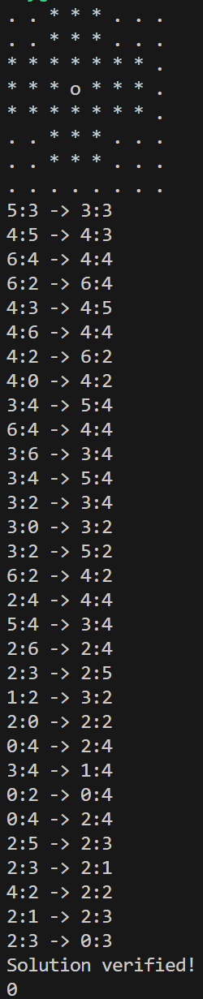 . . * * * . . .
. . * * * . . .
* * * * * * * .
* * * o * * * .
* * * * * * * .
. . * * * . . .
. . * * * . . .
. . . . . . . .
5:3 -> 3:3
4:5 -> 4:3
6:4 -> 4:4
6:2 -> 6:4
4:3 -> 4:5
4:6 -> 4:4
4:2 -> 6:2
4:0 -> 4:2
3:4 -> 5:4
6:4 -> 4:4
3:6 -> 3:4
3:4 -> 5:4
3:2 -> 3:4
3:0 -> 3:2
3:2 -> 5:2
6:2 -> 4:2
2:4 -> 4:4
5:4 -> 3:4
2:6 -> 2:4
2:3 -> 2:5
1:2 -> 3:2
2:0 -> 2:2
0:4 -> 2:4
3:4 -> 1:4
0:2 -> 0:4
0:4 -> 2:4
2:5 -> 2:3
2:3 -> 2:1
4:2 -> 2:2
2:1 -> 2:3
2:3 -> 0:3
Solution verified!
0